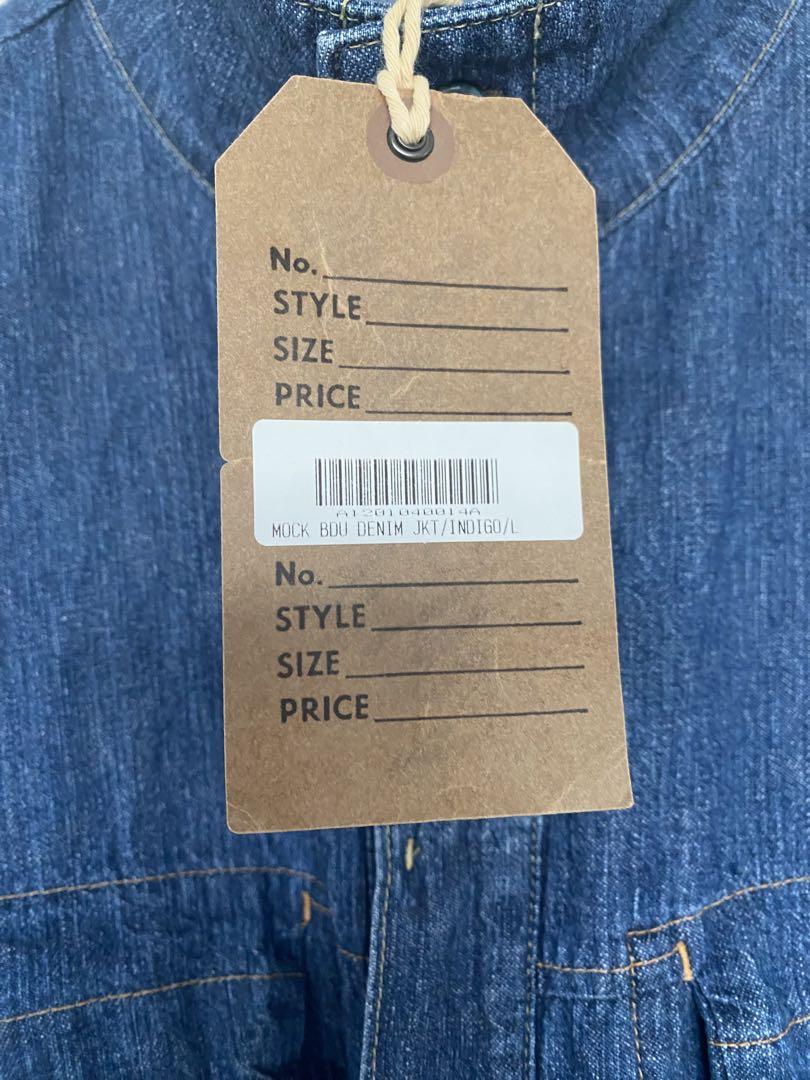 No.
STYLE
SIZE
PRICE
A1201040014A
MOCK BDU DENIM JKT/INDIGO/L
No.
STYLE
SIZE
PRICE